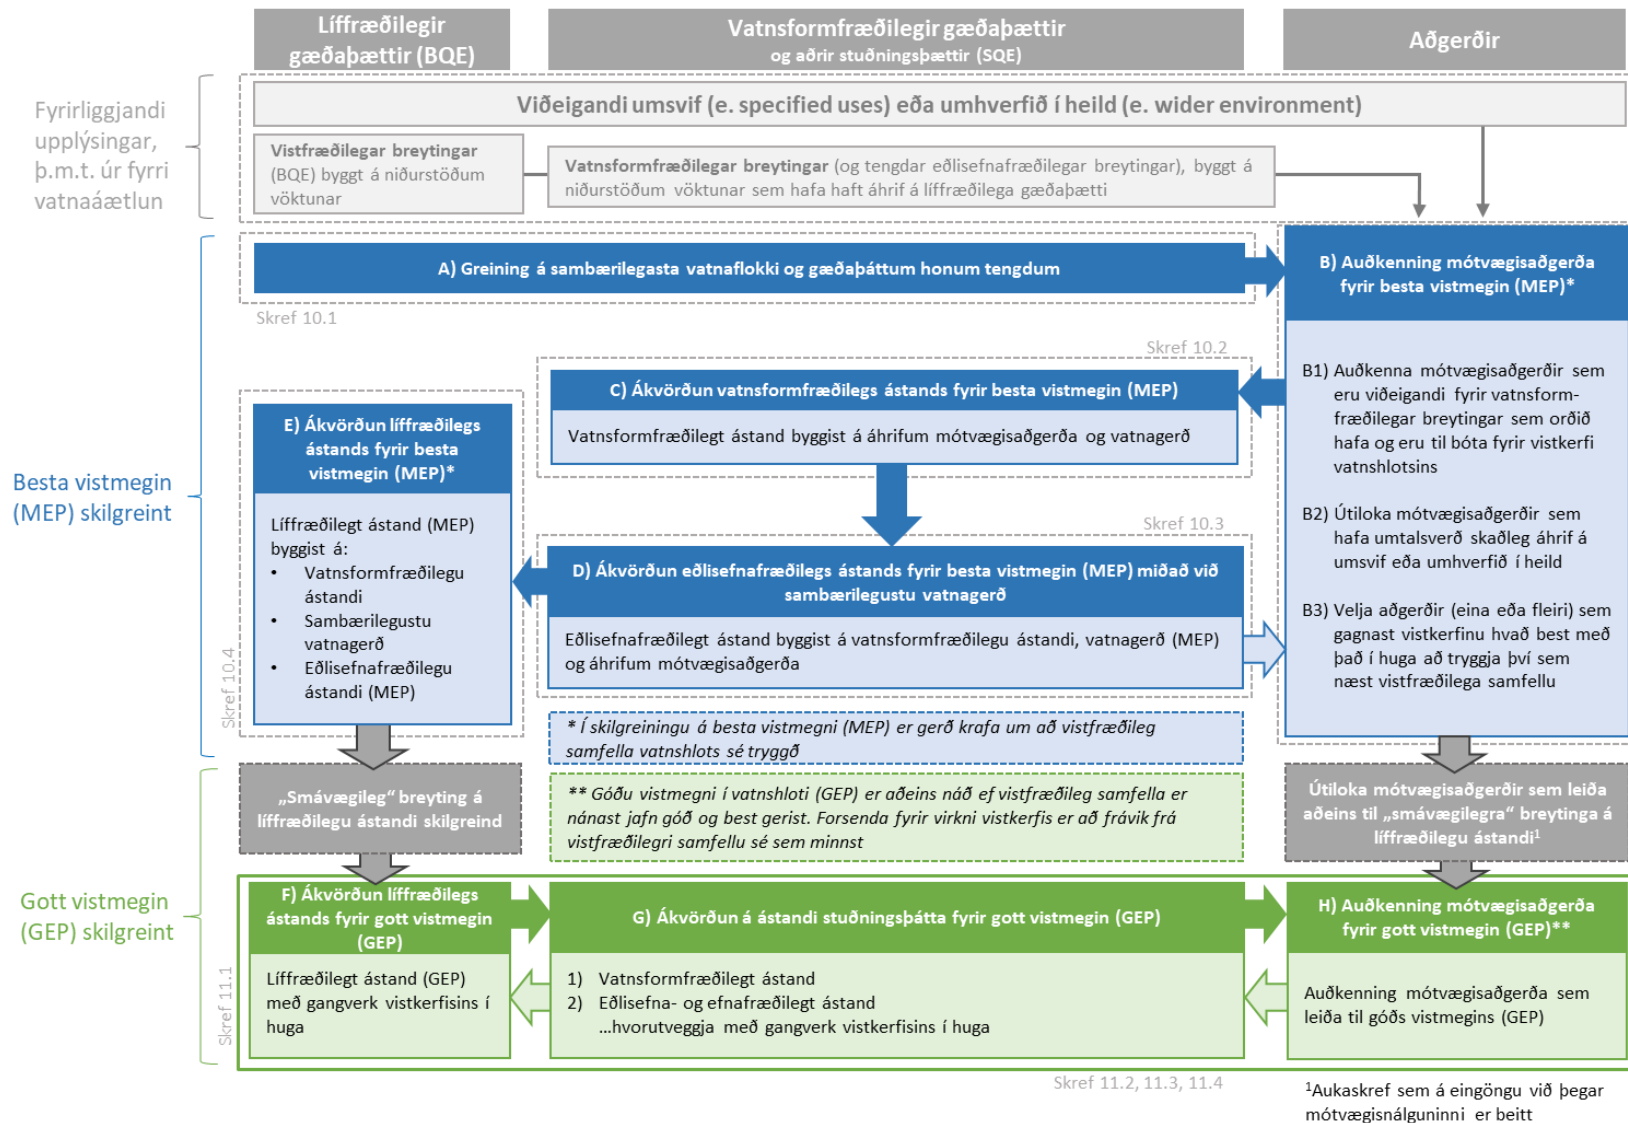 Líffræðilegir
gæðaþættir (BQE)
Vatnsformfræðilegir gæðaþættir
og aðrir stuðningsþættir (SQE)
Aðgerðir
Fyrirliggjandi
upplýsingar,
þ.m.t. úr fyrri
vatnaáætlun
Viðeigandi umsvif (e. specified uses) eða umhverfið í heild (e. wider environment)
Vistfræðilegar breytingar
(BQE) byggt á niðurstöðum
vöktunar
Vatnsformfræðilegar breytingar (og tengdar eðlisefnafræðilegar breytingar), byggt á
niðurstöðum vöktunar sem hafa haft áhrif á líffræðilega gæðaþætti
Besta vistmegin
(MEP) skilgreint
A) Greining á sambærilegasta vatnaflokki og gæðaþáttum honum tengdum
Skref 10.1
B) Auðkenning mótvægisaðgerða
fyrir besta vistmegin (MEP)*
B1) Auðkenna mótvægisaðgerðir sem
eru viðeigandi fyrir vatnsform-
fræðilegar breytingar sem orðið
hafa og eru til bóta fyrir vistkerfi
vatnshlotsins
B2) Útiloka mótvægisaðgerðir sem
hafa umtalsverð skaðleg áhrif á
umsvif eða umhverfið í heild
B3) Velja aðgerðir (eina eða fleiri) sem
gagnast vistkerfinu hvað best með
það í huga að tryggja því sem
næst vistfræðilega samfellu
Skref 10.2
C) Ákvörðun vatnsformfræðilegs ástands fyrir besta vistmegin (MEP)
Vatnsformfræðilegt ástand byggist á áhrifum mótvægisaðgerða og vatnagerð
Skref 10.3
D) Ákvörðun eðlisefnafræðilegs ástands fyrir besta vistmegin (MEP) miðað við
sambærilegustu vatnagerð
Eðlisefnafræðilegt ástand byggist á vatnsformfræðilegu ástandi, vatnagerð (MEP)
og áhrifum mótvægisaðgerða
E) Ákvörðun líffræðilegs
ástands fyrir besta
vistmegin (MEP)*
Líffræðilegt ástand (MEP)
byggist á:
• Vatnsformfræðilegu
ástandi
• Sambærilegustu
vatnagerð
• Eðlisefnafræðilegu
ástandi (MEP)
Skref 10.4
* Í skilgreiningu á besta vistmegni (MEP) er gerð krafa um að vistfræðileg
samfella vatnshlots sé tryggð
„Smávægileg“ breyting á
líffræðilegu ástandi skilgreind
** Góðu vistmegni í vatnshloti (GEP) er aðeins náð ef vistfræðileg samfella er
nánast jafn góð og best gerist. Forsenda fyrir virkni vistkerfis er að frávik frá
vistfræðilegri samfellu sé sem minnst
Útiloka mótvægisaðgerðir sem leiða
aðeins til „smávægilegra“ breytinga á
líffræðilegu ástandi¹
Gott vistmegin
(GEP) skilgreint
F) Ákvörðun líffræðilegs
ástands fyrir gott vistmegin
(GEP)
Líffræðilegt ástand (GEP)
með gangverk vistkerfisins í
huga
Skref 11.1
G) Ákvörðun á ástandi stuðningsþátta fyrir gott vistmegin (GEP)
1) Vatnsformfræðilegt ástand
2) Eðlisefna- og efnafræðilegt ástand
...hvorutveggja með gangverk vistkerfisins í huga
H) Auðkenning mótvægisaðgerða
fyrir gott vistmegin (GEP)**
Auðkenning mótvægisaðgerða sem
leiða til góðs vistmegins (GEP)
Skref 11.2, 11.3, 11.4
¹Aukaskref sem á eingöngu við þegar
mótvægisnálguninni er beitt